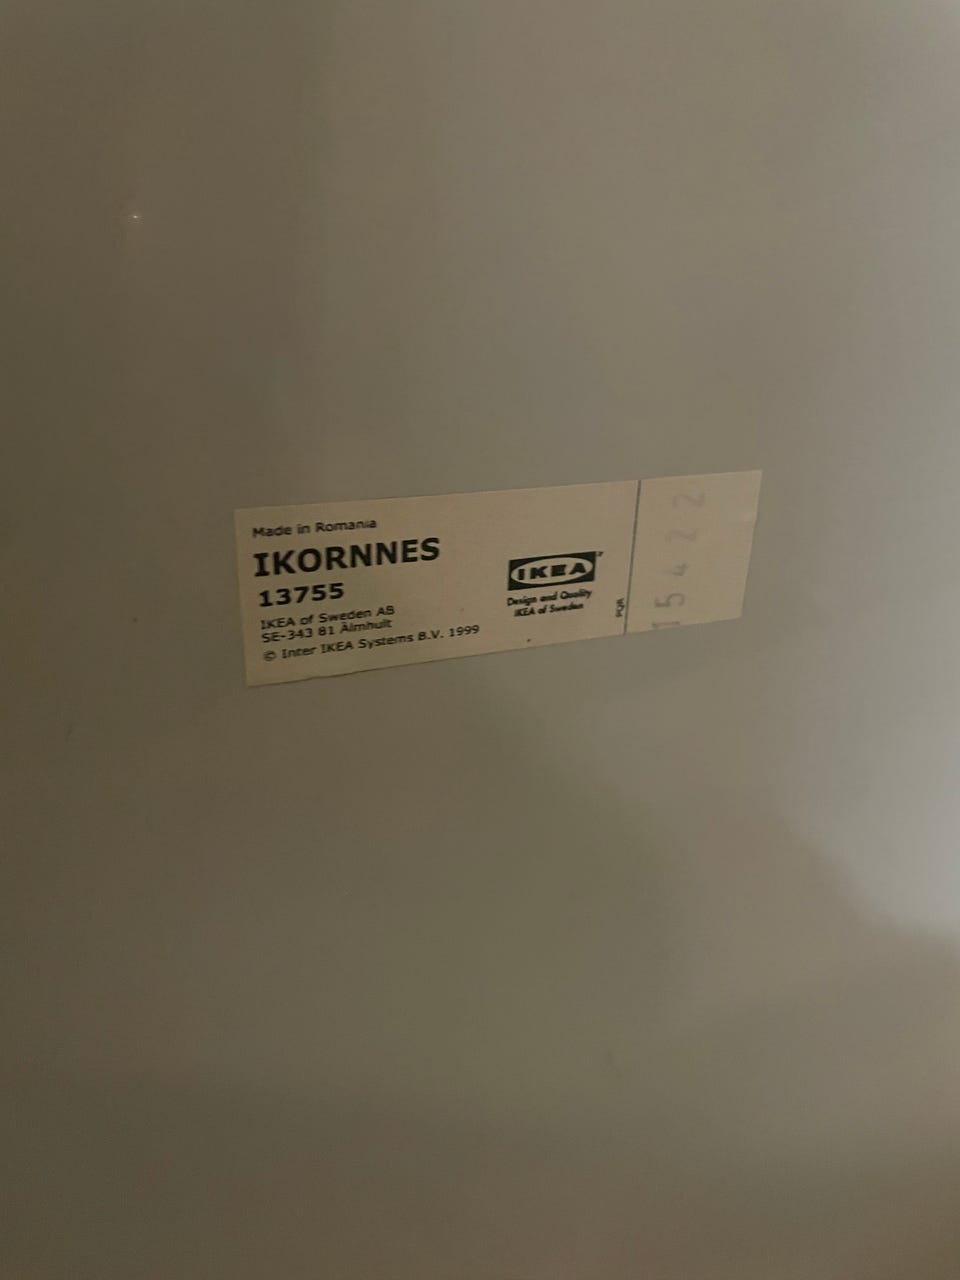 Made in Romania
IKORNNES
13755
IKEA of Sweden AB
SE-343 81 Älmhult
© Inter IKEA Systems B.V. 1999
IKEA®
Design and Quality
IKEA of Sweden
PQR
15422